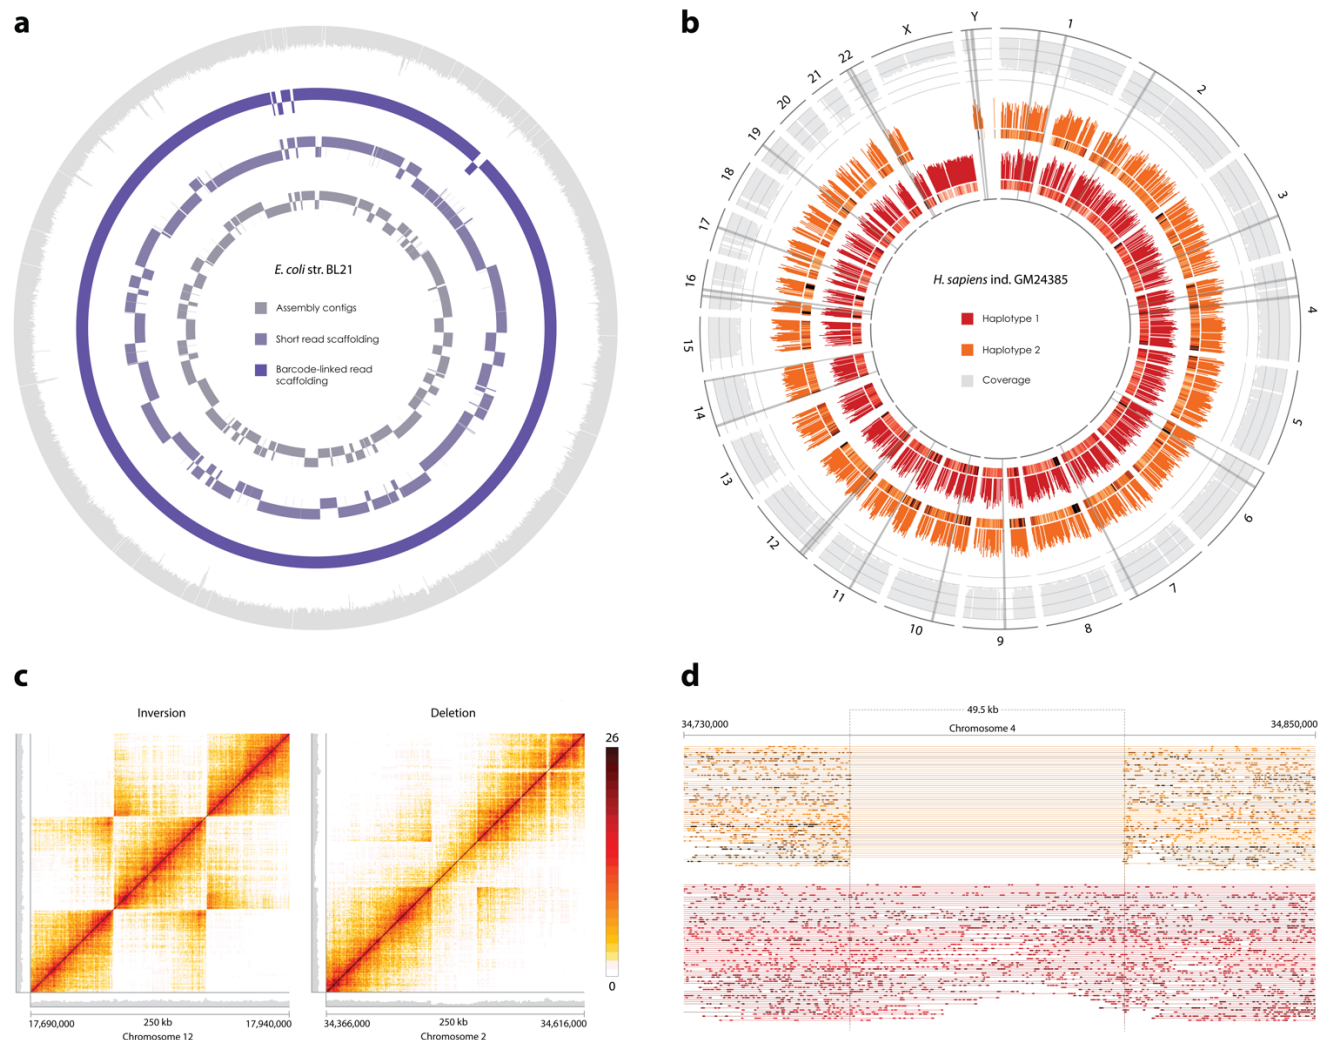 a
E. coli str. BL21
Assembly contigs
Short read scaffolding
Barcode-linked read
scaffolding
b
1
2
3
4
5
6
7
8
9
10
11
12
13
14
15
16
17
18
19
20
21
22
X
Y
H. sapiens ind. GM24385
Haplotype 1
Haplotype 2
Coverage
c
Inversion
17,690,000
250 kb
17,940,000
Chromosome 12
Deletion
34,366,000
250 kb
34,616,000
Chromosome 2
26
0
d
49.5 kb
34,730,000
Chromosome 4
34,850,000